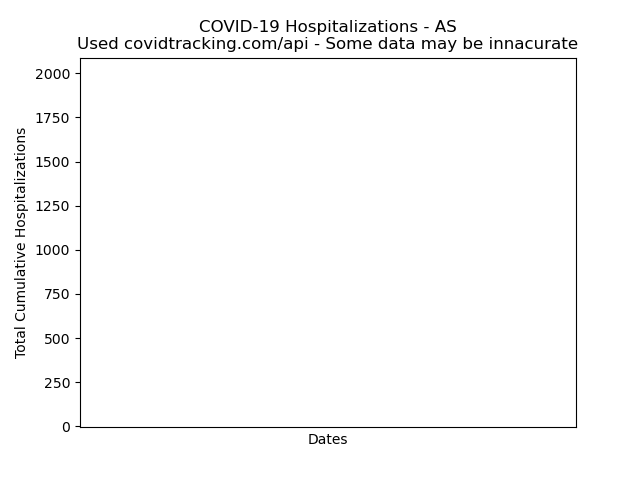 COVID-19 Hospitalizations - AS
Used covidtracking.com/api - Some data may be innacurate
2000
1750
1500
1250
1000
750
500
250
0
Total Cumulative Hospitalizations
Dates